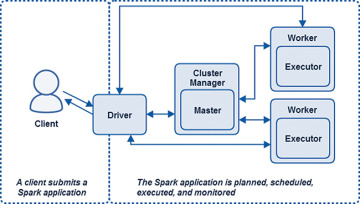 Worker
Executor
Cluster
Manager
Master
Client
Driver
Worker
Executor
A client submits a
Spark application
The Spark application is planned, scheduled,
executed, and monitored